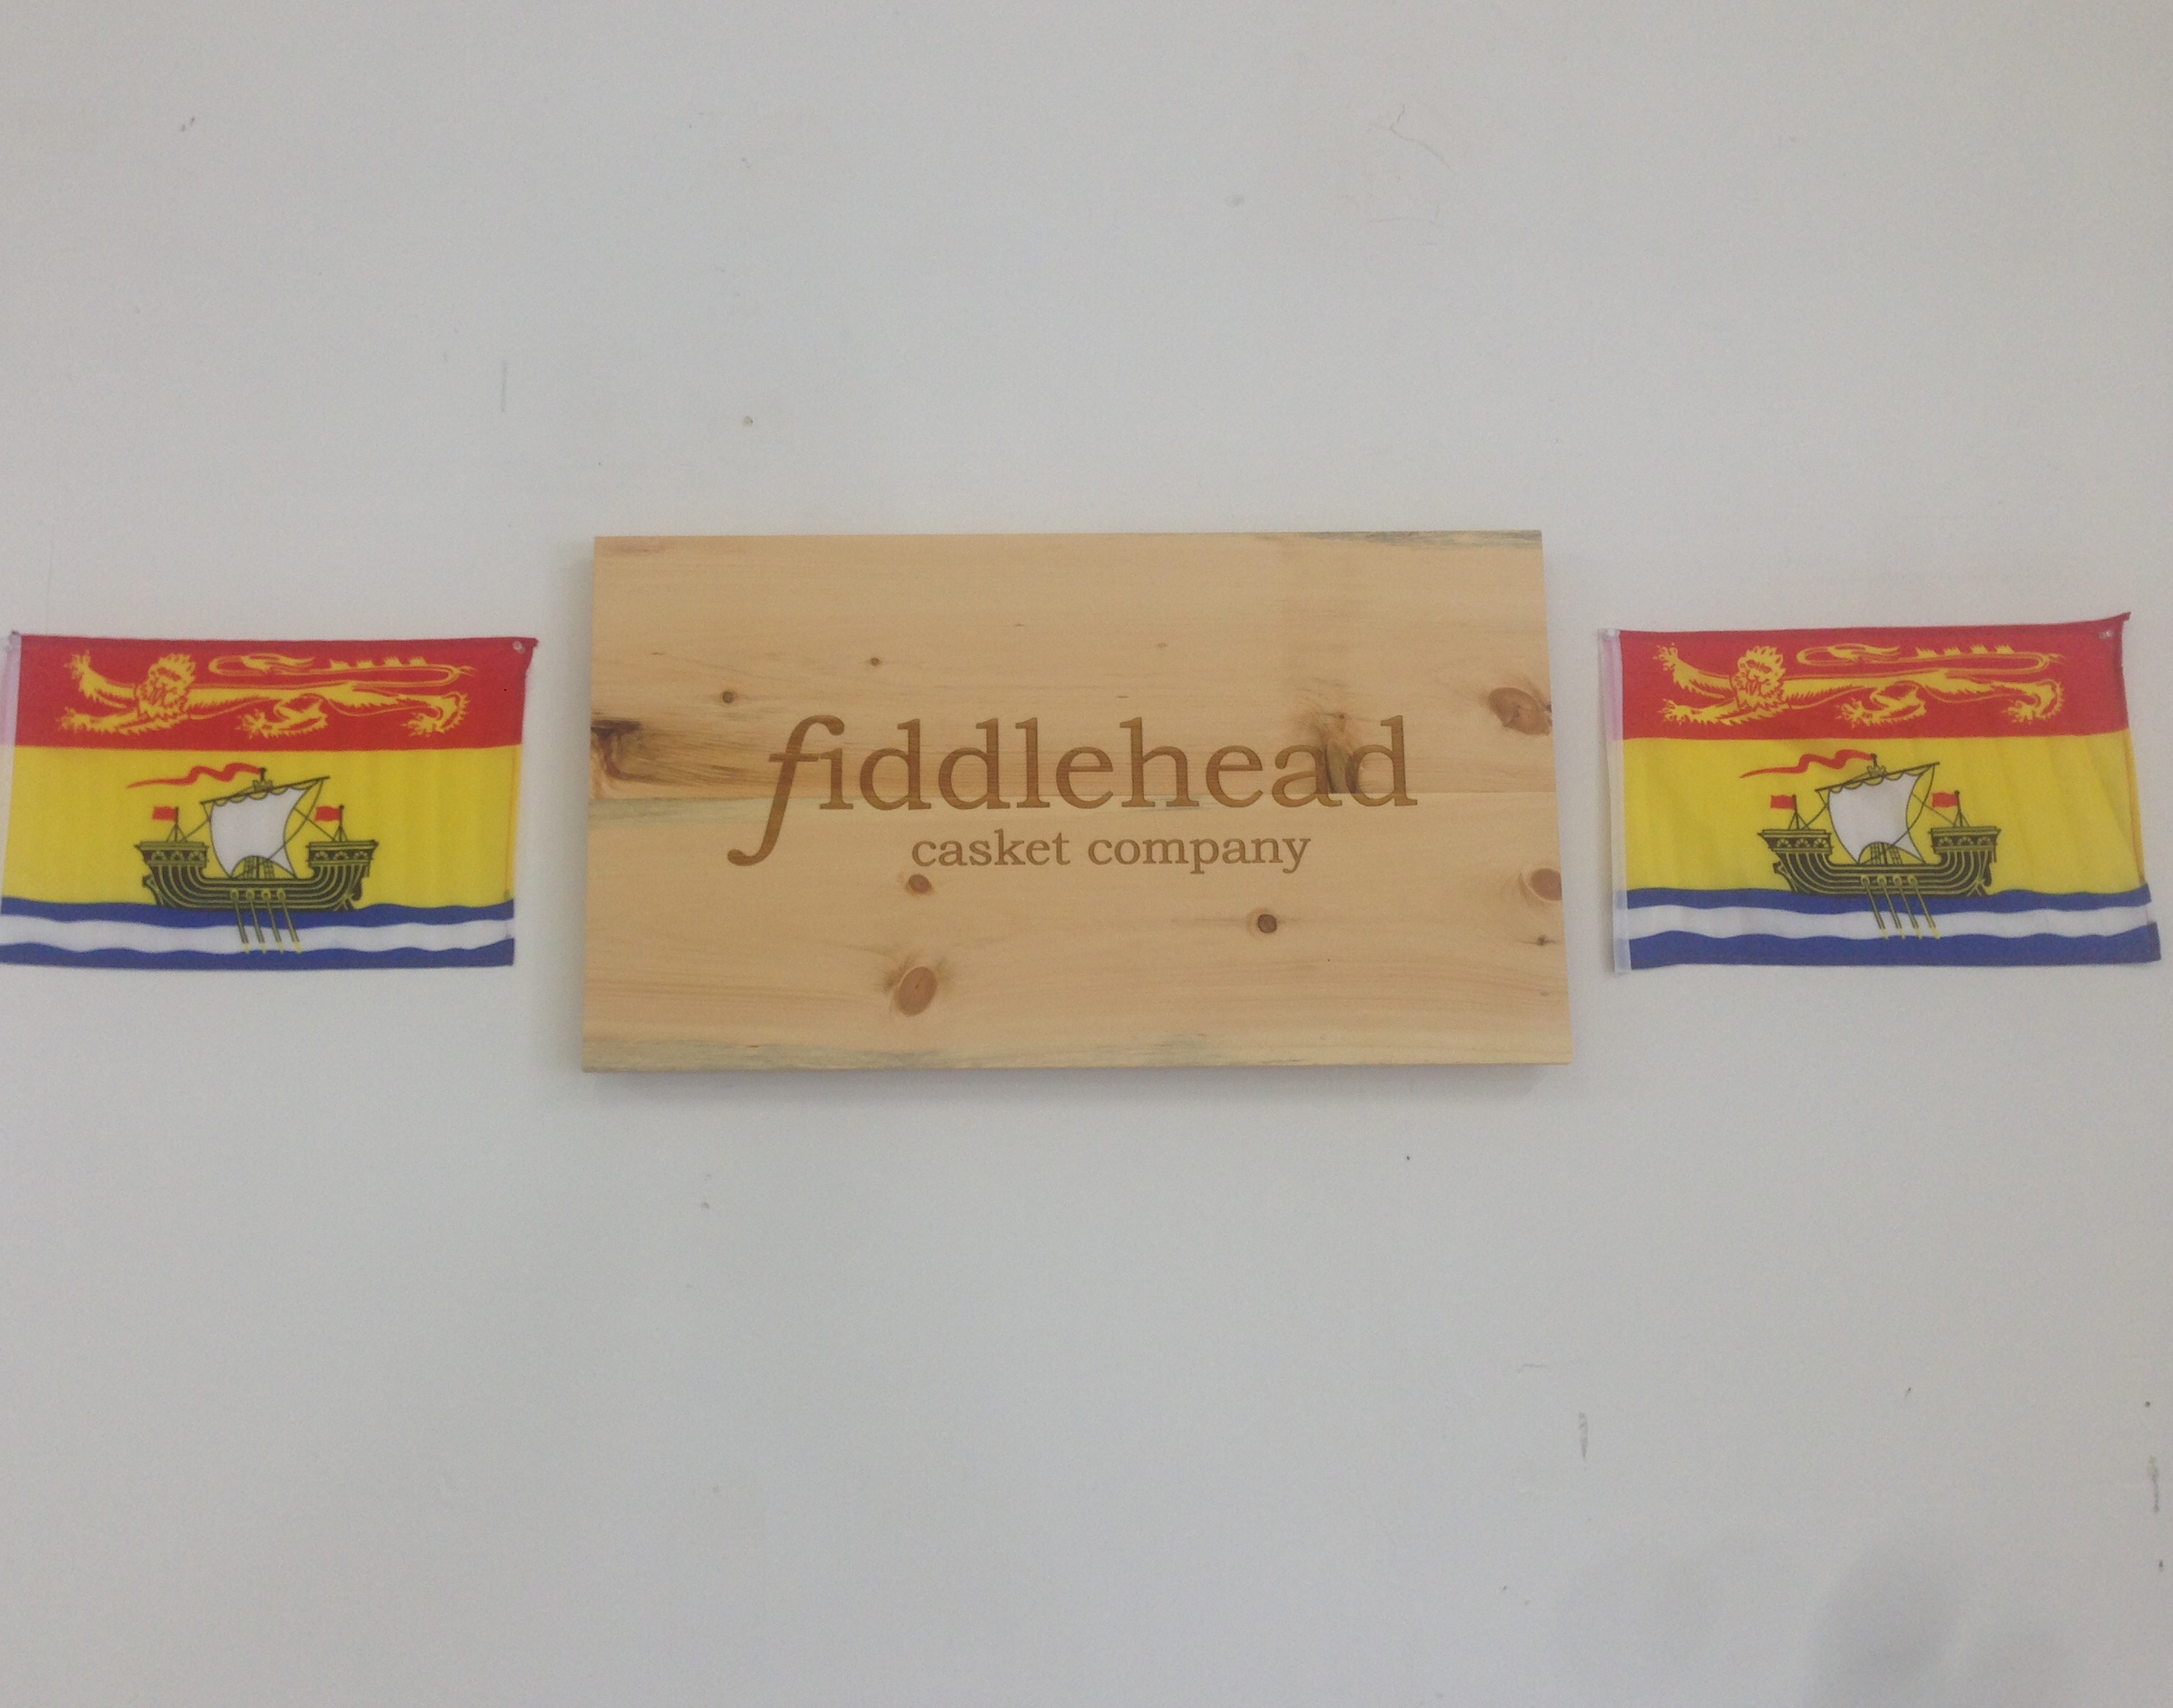 fiddlehead
casket company